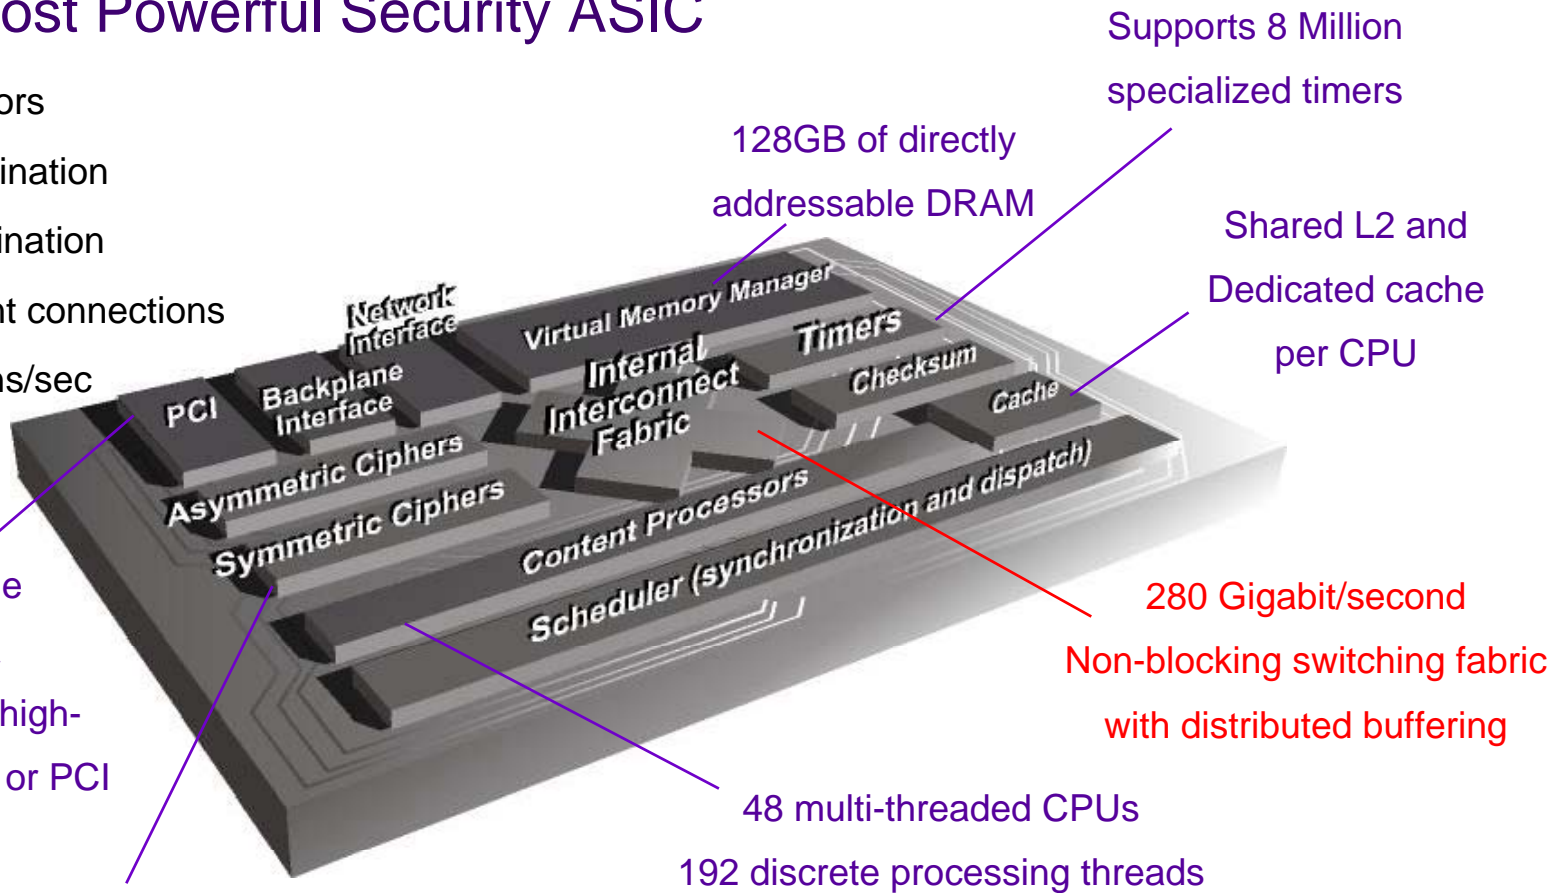 ost Powerful Security ASIC
ors
ination
ination
nt connections
ns/sec
Supports 8 Million
specialized timers
128GB of directly
addressable DRAM
Shared L2 and
Dedicated cache
per CPU
Network
Interface
Virtual Memory Manager
Timers
PCI
Backplane
Interface
Internal
Interconnect
Fabric
Checksum
Cache
Asymmetric Ciphers
Symmetric Ciphers
Content Processors
Scheduler (synchronization and dispatch)
e
high-
or PCI
280 Gigabit/second
Non-blocking switching fabric
with distributed buffering
48 multi-threaded CPUs
192 discrete processing threads